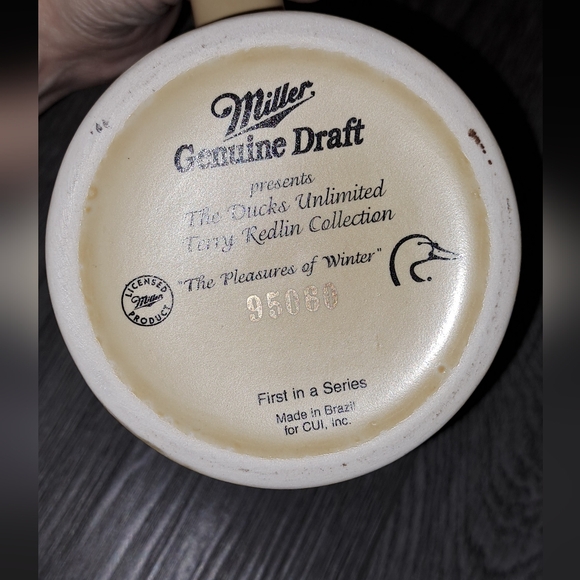 Miller
Genuine Draft
presents
The Ducks Unlimited
Terry Redlin Collection
"The Pleasures of Winter"
LICENSED
Miller
PRODUCT
First in a Series
Made in Brazil
for CUI, Inc.